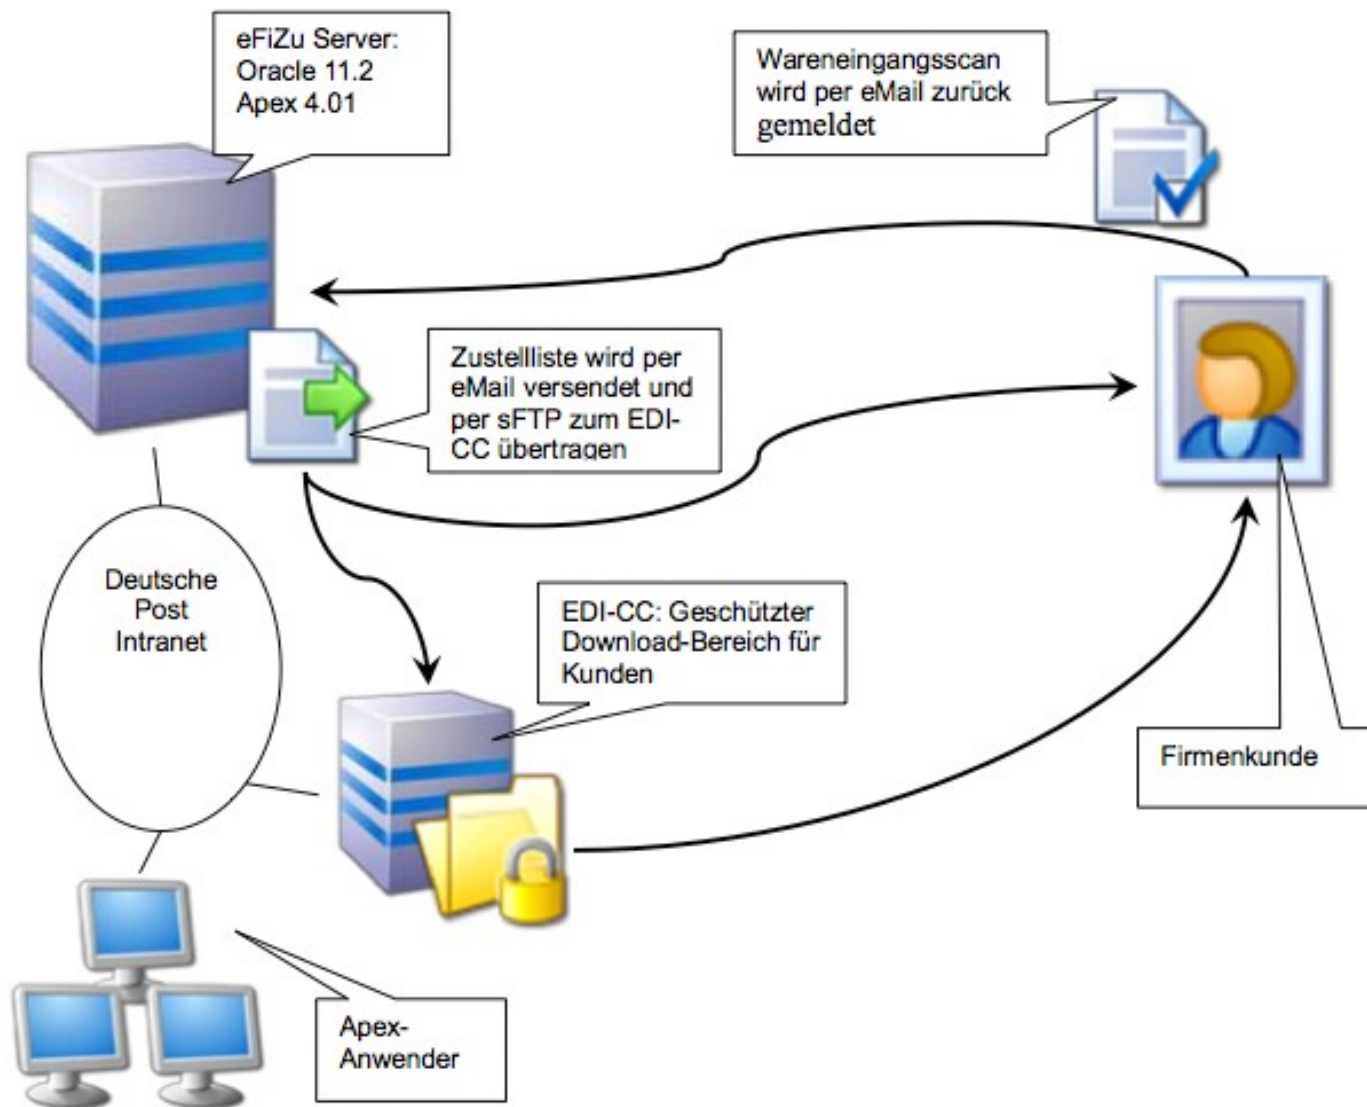 eFiZu Server:
Oracle 11.2
Apex 4.01
Wareneingangsscan
wird per eMail zurück
gemeldet
Zustellliste wird per
eMail versendet und
per sFTP zum EDI-
CC übertragen
Deutsche
Post
Intranet
EDI-CC: Geschützter
Download-Bereich für
Kunden
Firmenkunde
Apex-
Anwender